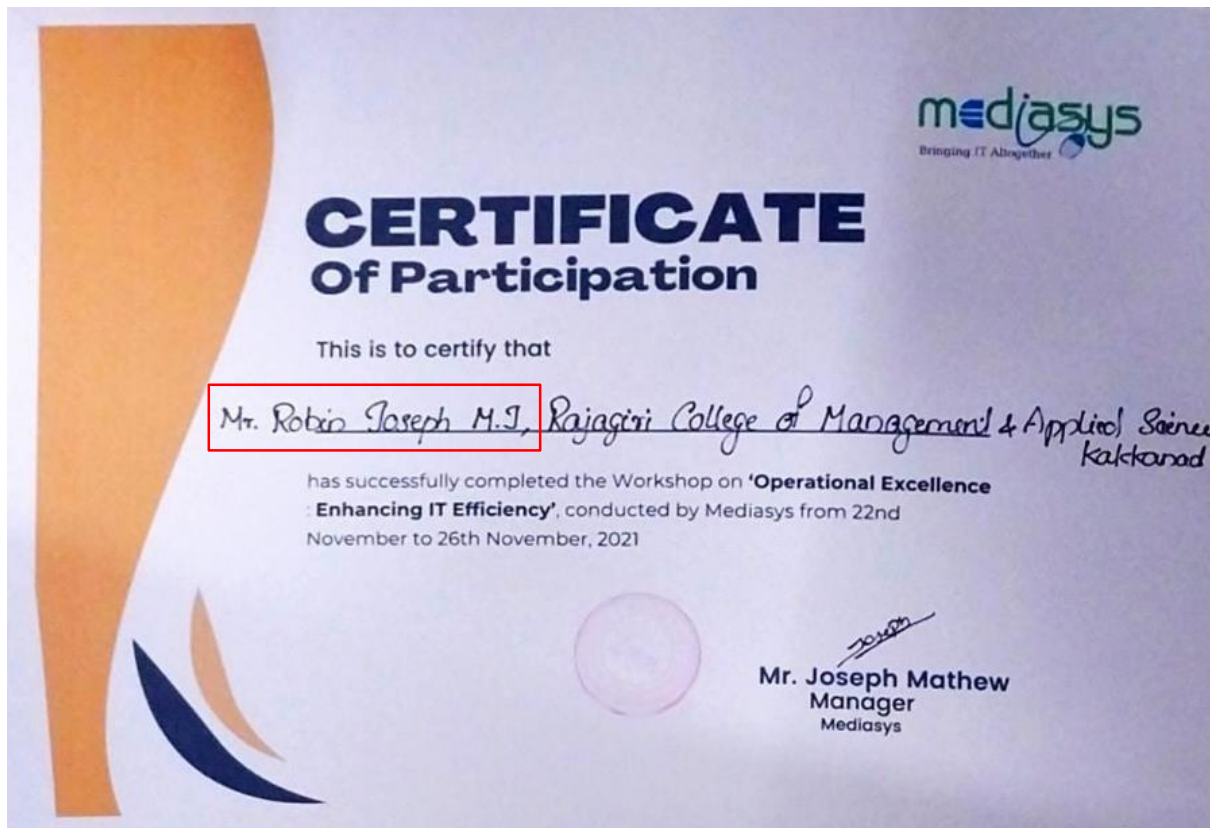 mediasys
Bringing IT Altogether
CERTIFICATE
Of Participation
This is to certify that
Mr. Robin Joseph M.J, Rajagiri College of Management & Applied Science
Kakkanad
has successfully completed the Workshop on ‘Operational Excellence
: Enhancing IT Efficiency’, conducted by Mediasys from 22nd
November to 26th November, 2021
Joseph
Mr. Joseph Mathew
Manager
Mediasys